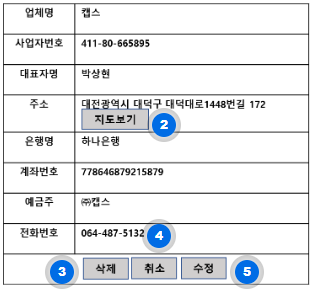 업체명 캡스
사업자번호 411-80-665895
대표자명 박상현
주소 대전광역시 대덕구 대덕대로1448번길 172
지도보기 2
은행명 하나은행
계좌번호 778646879215879
예금주 ㈜캡스
전화번호 064-487-5132 4
3 삭제 취소 수정 5